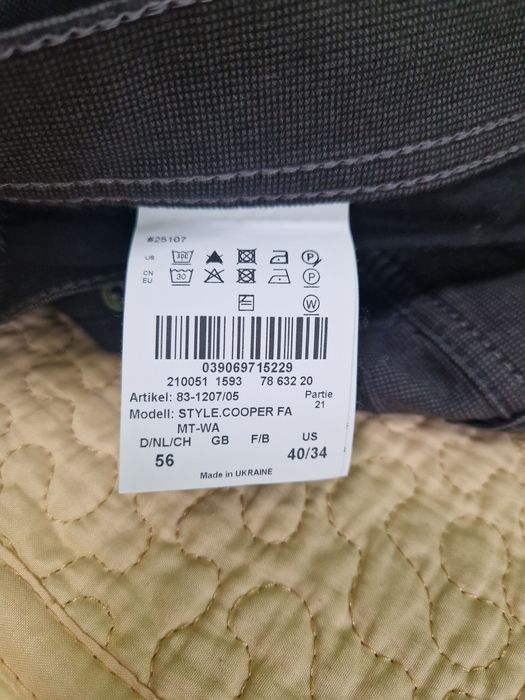 #25107
US
CN
EU 30
P
P
W
039069715229
210051 1593 78 632 20
Artikel: 83-1207/05 Partie
21
Modell: STYLE.COOPER FA
MT-WA
D/NL/CH GB F/B US
56 40/34
Made in UKRAINE